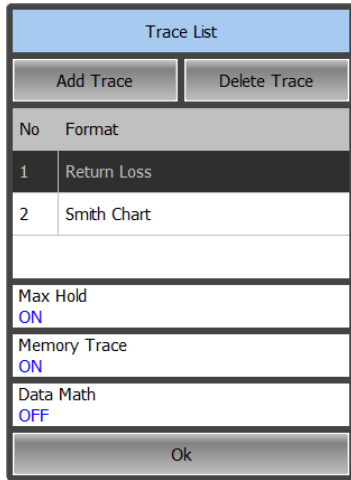 Trace List
Add Trace Delete Trace
No Format
1 Return Loss
2 Smith Chart
Max Hold
ON
Memory Trace
ON
Data Math
OFF
Ok